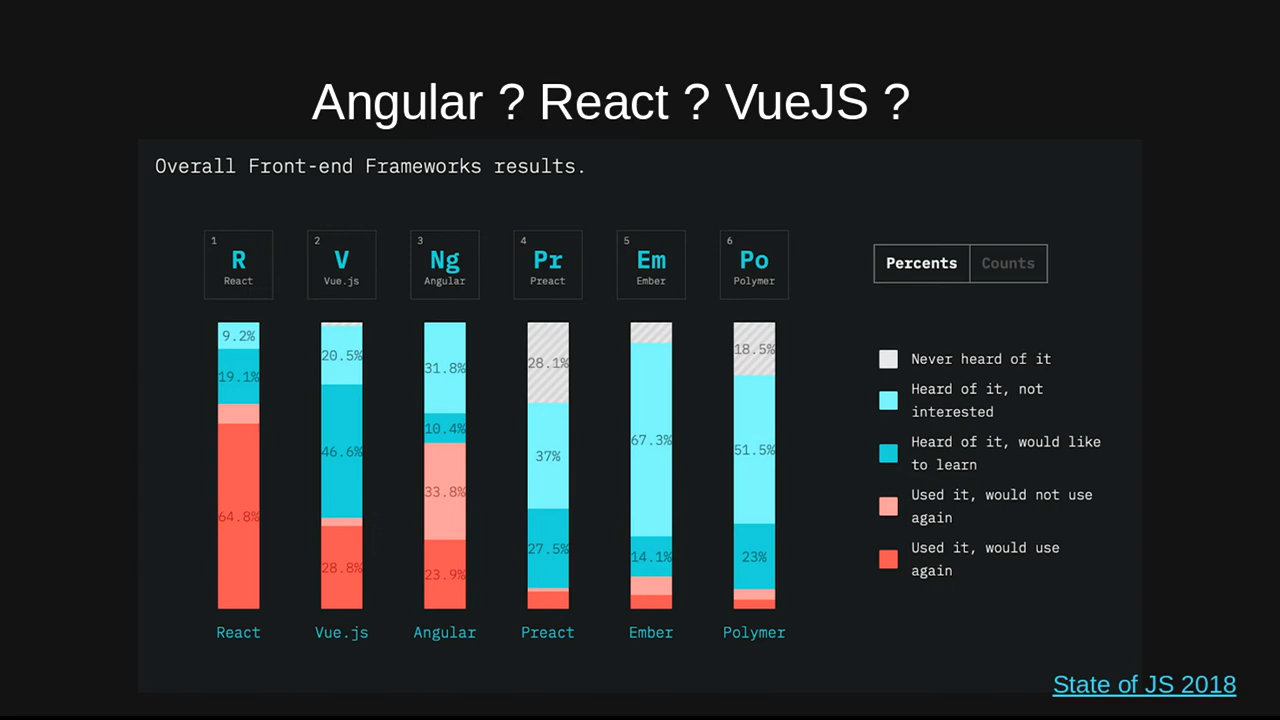 Angular ? React ? VueJS ?
Overall Front-end Frameworks results.
1
R
React
2
V
Vue.js
3
Ng
Angular
4
Pr
Preact
5
Em
Ember
6
Po
Polymer
Percents Counts
9.2%
19.1%
64.8%
20.5%
46.6%
28.8%
31.8%
10.4%
33.8%
23.9%
28.1%
37%
27.5%
67.3%
14.1%
18.5%
51.5%
23%
Never heard of it
Heard of it, not
interested
Heard of it, would like
to learn
Used it, would not use
again
Used it, would use
again
React Vue.js Angular Preact Ember Polymer
State of JS 2018